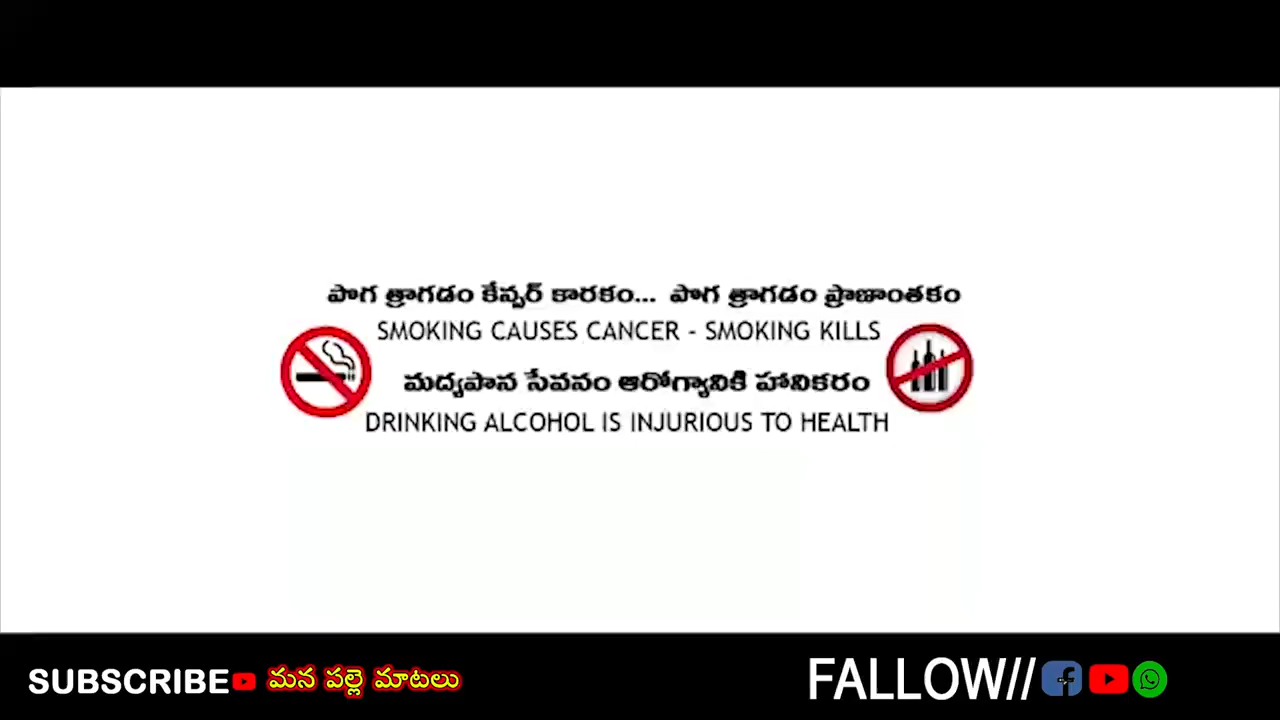 పొగ త్రాగడం కేన్సర్ కారకం... పొగ త్రాగడం ప్రాణాంతకం
SMOKING CAUSES CANCER - SMOKING KILLS
మద్యపాన సేవనం ఆరోగ్యానికి హానికరం
DRINKING ALCOHOL IS INJURIOUS TO HEALTH
SUBSCRIBE మన పల్లె మాటలు
FALLOW//